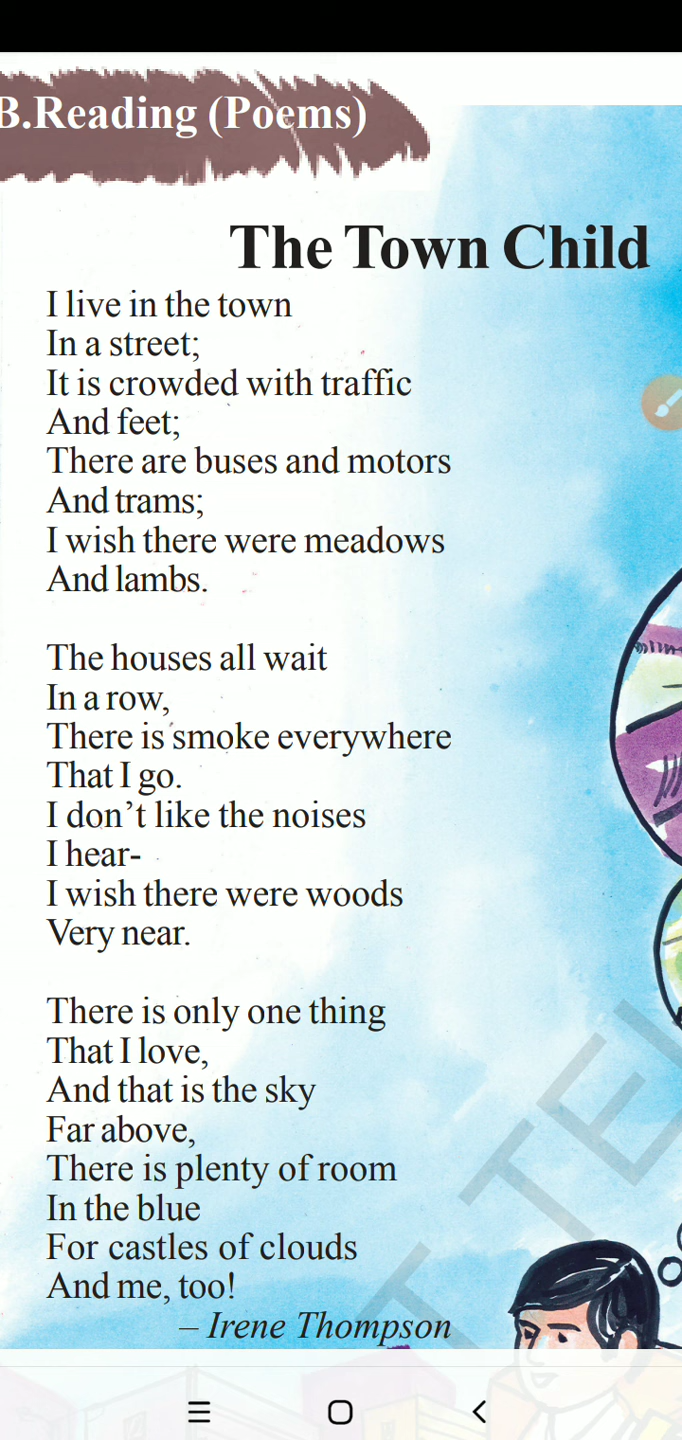 B.Reading (Poems)
The Town Child
I live in the town
In a street;
It is crowded with traffic
And feet;
There are buses and motors
And trams;
I wish there were meadows
And lambs.
The houses all wait
In a row,
There is smoke everywhere
That I go.
I don't like the noises
I hear-
I wish there were woods
Very near.
There is only one thing
That I love,
And that is the sky
Far above,
There is plenty of room
In the blue
For castles of clouds
And me, too!
– Irene Thompson